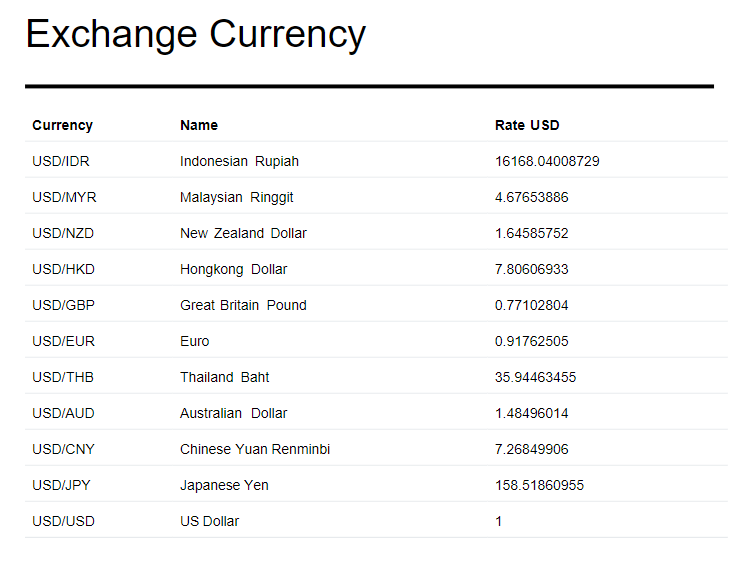 Exchange Currency
Currency Name Rate USD
USD/IDR Indonesian Rupiah 16168.04008729
USD/MYR Malaysian Ringgit 4.67653886
USD/NZD New Zealand Dollar 1.64585752
USD/HKD Hongkong Dollar 7.80606933
USD/GBP Great Britain Pound 0.77102804
USD/EUR Euro 0.91762505
USD/THB Thailand Baht 35.94463455
USD/AUD Australian Dollar 1.48496014
USD/CNY Chinese Yuan Renminbi 7.26849906
USD/JPY Japanese Yen 158.51860955
USD/USD US Dollar 1